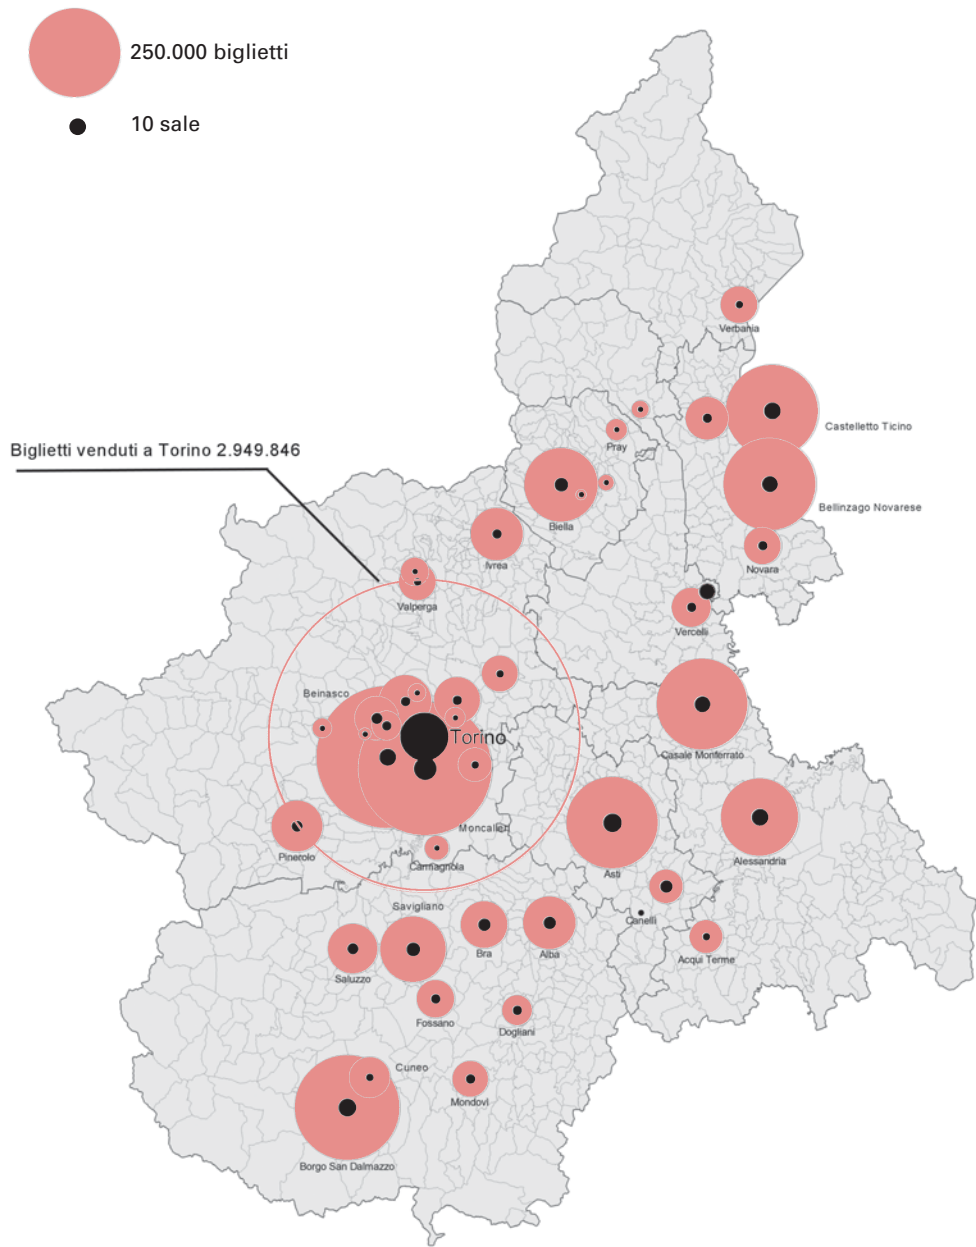 250.000 biglietti
10 sale
Verbania
Castelletto Ticino
Pray
Biglietti venduti a Torino 2.949.846
Bellinzago Novarese
Biella
Ivrea
Novara
Valperga
Vercelli
Beinasco
Torino
Casale Monferrato
Moncalieri
Pinerolo
Carmagnola
Alessandria
Asti
Savigliano
Canelli
Bra
Alba
Acqui Terme
Saluzzo
Fossano
Dogliani
Cuneo
Mondovì
Borgo San Dalmazzo